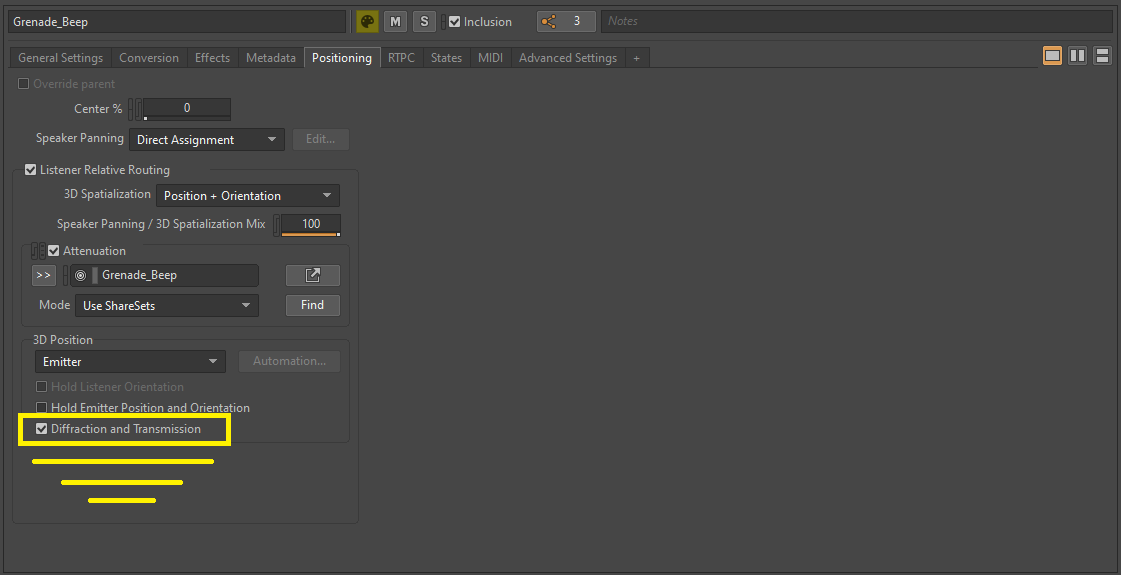 Grenade_Beep M S Inclusion 3 Notes
General Settings Conversion Effects Metadata Positioning RTPC States MIDI Advanced Settings +
Override parent
Center % 0
Speaker Panning Direct Assignment Edit...
Listener Relative Routing
3D Spatialization Position + Orientation
Speaker Panning / 3D Spatialization Mix 100
Attenuation
>> Grenade_Beep
Mode Use ShareSets Find
3D Position
Emitter Automation...
Hold Listener Orientation
Hold Emitter Position and Orientation
Diffraction and Transmission